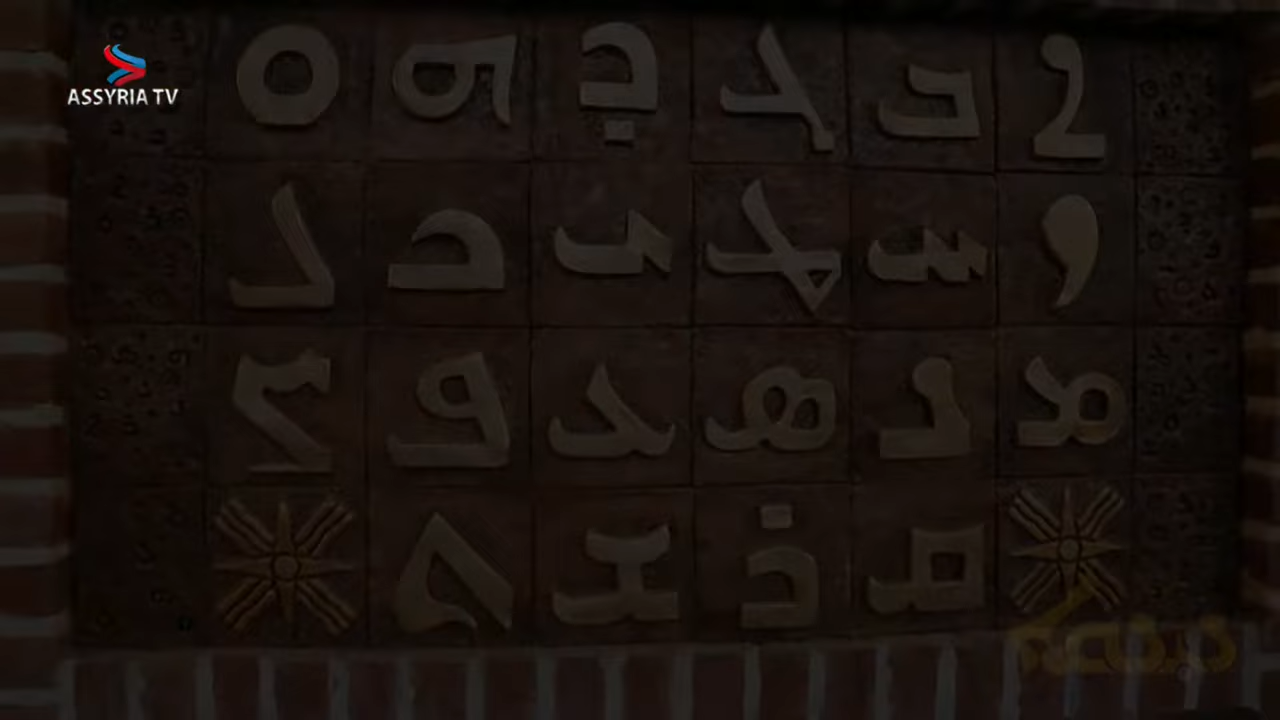 ASSYRIA TV
ܐ ܒ ܓ ܕ ܗ ܘ
ܙ ܚ ܛ ܝ ܟ ܠ
ܡ ܢ ܣ ܥ ܦ ܨ
ܩ ܪ ܫ ܬ